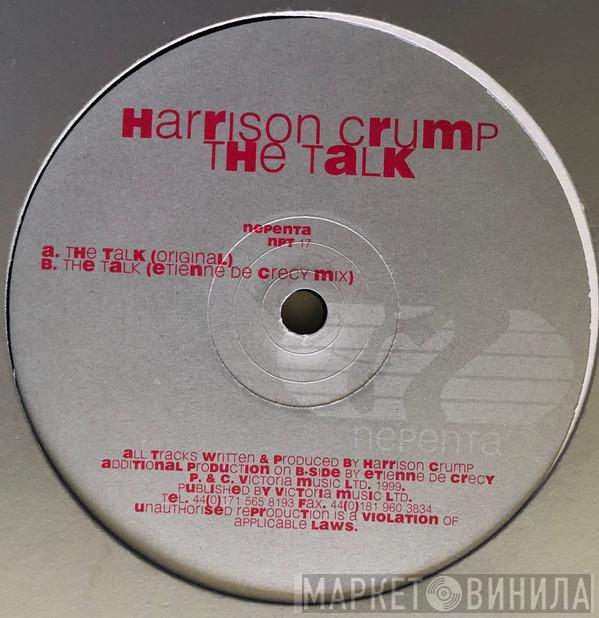 Harrison Crump
THe TaLK
nepenta
NPT 17
a. THe TaLK (original)
B. THe TaLK (etienne de crecy mix)
nepenta
all Tracks written & Produced By Harrison Crump
additional Production on B-side By etienne de crecy
P. & C. Victoria Music Ltd. 1999.
Published By Victoria Music Ltd.
Tel. 44(0)171 565 8193 Fax. 44(0)181 960 3834
unauthorised reproduction is a violation of
applicable Laws.
МАРКЕТ ВИНИЛА